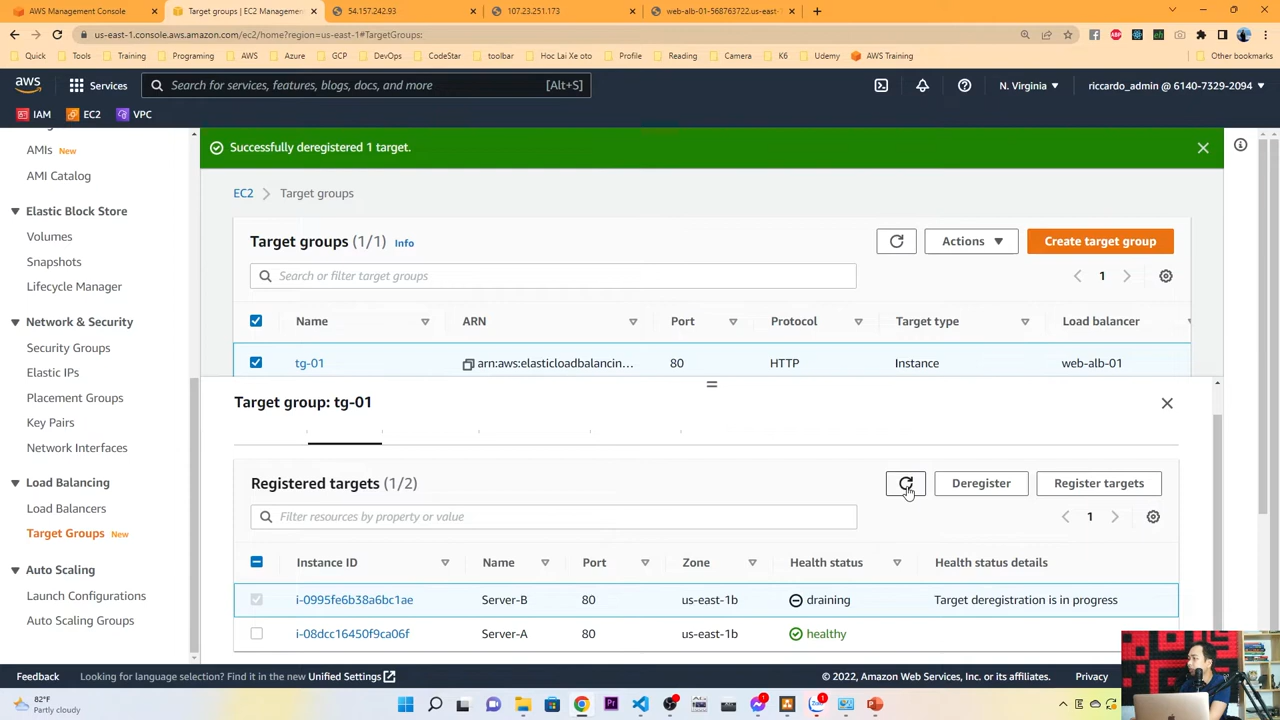 AWS Management Console
Target groups | EC2 Management
54.157.242.93
107.23.251.173
web-alb-01-568763722.us-east-
us-east-1.console.aws.amazon.com/ec2/home?region=us-east-1#TargetGroups:
Quick
Tools
Training
Programing
AWS
Azure
GCP
DevOps
CodeStar
toolbar
Hoc Lai Xe oto
Profile
Reading
Camera
K6
Udemy
AWS Training
Other bookmarks
aws
Services
Search for services, features, blogs, docs, and more
[Alt+S]
N. Virginia
riccardo_admin @ 6140-7329-2094
IAM
EC2
VPC
AMIs New
AMI Catalog
Elastic Block Store
Volumes
Snapshots
Lifecycle Manager
Network & Security
Security Groups
Elastic IPs
Placement Groups
Key Pairs
Network Interfaces
Load Balancing
Load Balancers
Target Groups New
Auto Scaling
Launch Configurations
Auto Scaling Groups
Successfully deregistered 1 target.
EC2 > Target groups
Target groups (1/1) Info
Actions
Create target group
Search or filter target groups
1
Name ARN Port Protocol Target type Load balancer
tg-01 arn:aws:elasticloadbalancin... 80 HTTP Instance web-alb-01
Target group: tg-01
Registered targets (1/2)
Deregister
Register targets
Filter resources by property or value
1
Instance ID Name Port Zone Health status Health status details
i-0995fe6b38a6bc1ae Server-B 80 us-east-1b draining Target deregistration is in progress
i-08dcc16450f9ca06f Server-A 80 us-east-1b healthy
Feedback
Looking for language selection? Find it in the new Unified Settings
© 2022, Amazon Web Services, Inc. or its affiliates.
Privacy
82°F
Partly cloudy